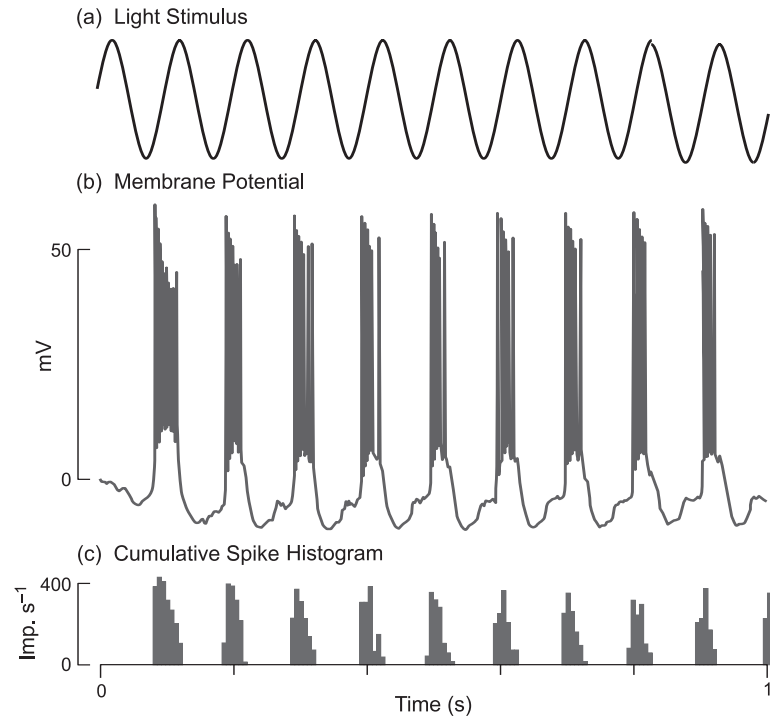 (a) Light Stimulus
(b) Membrane Potential
50
mV
0
(c) Cumulative Spike Histogram
400
Imp. s⁻¹
0
0
1
Time (s)